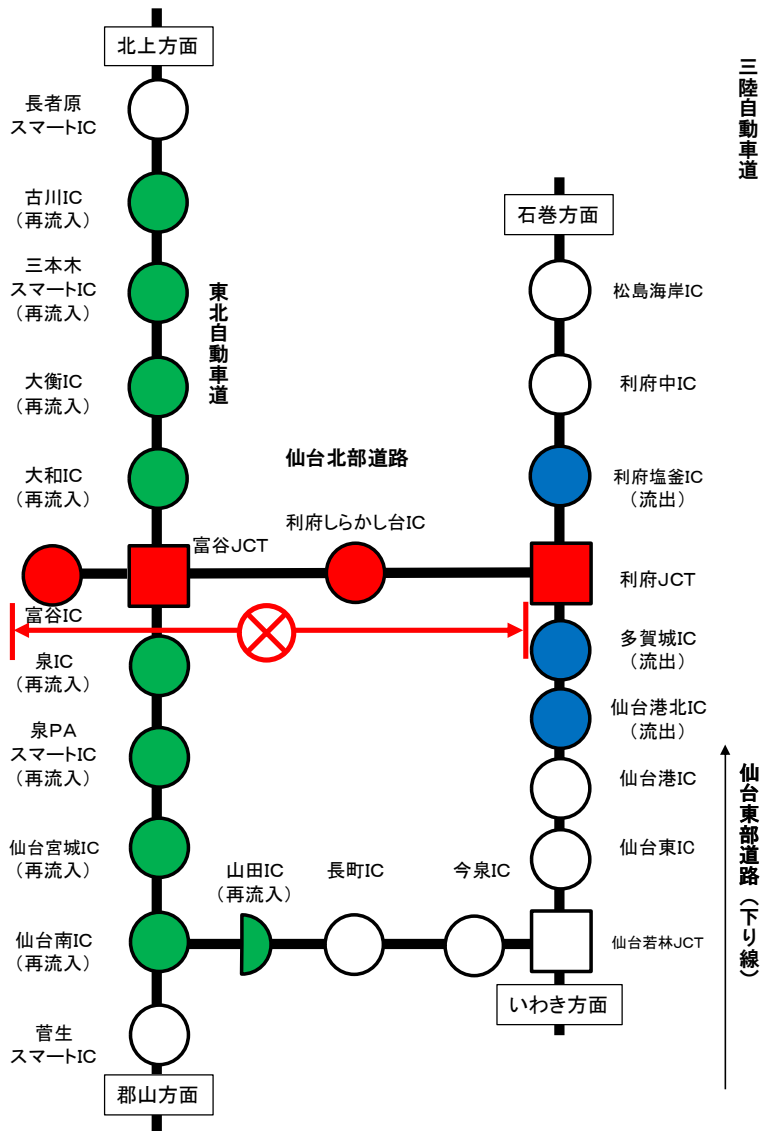 北上方面
長者原
スマートIC
古川IC
(再流入)
三本木
スマートIC
(再流入)
大衡IC
(再流入)
大和IC
(再流入)
東北自動車道
仙台北部道路
富谷IC
富谷JCT
利府しらかし台IC
泉IC
(再流入)
泉PA
スマートIC
(再流入)
仙台宮城IC
(再流入)
仙台南IC
(再流入)
山田IC
(再流入)
長町IC
今泉IC
菅生
スマートIC
郡山方面
三陸自動車道
石巻方面
松島海岸IC
利府中IC
利府塩釜IC
(流出)
利府JCT
多賀城IC
(流出)
仙台港北IC
(流出)
仙台港IC
仙台東IC
仙台若林JCT
いわき方面
仙台東部道路(下り線)